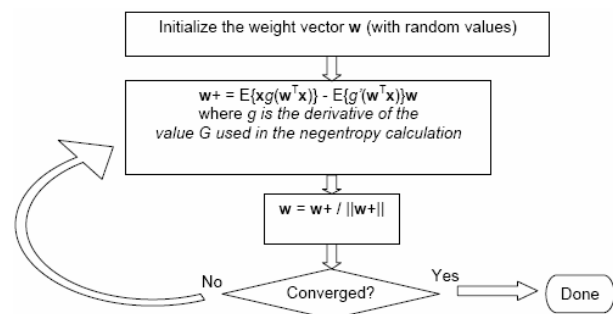 Initialize the weight vector w (with random values)
w+ = E{xg(wᵀx)} - E{g'(wᵀx)}w
where g is the derivative of the
value G used in the negentropy calculation
w = w+ / ||w+||
No
Converged?
Yes
Done